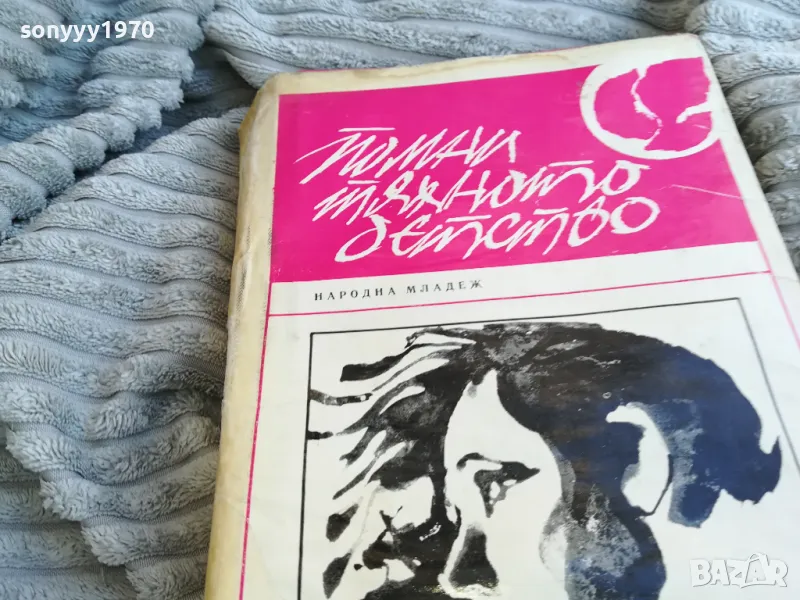 sonyyy1970
помни
тяхното
детство
НАРОДНА МЛАДЕЖ
BAZAR